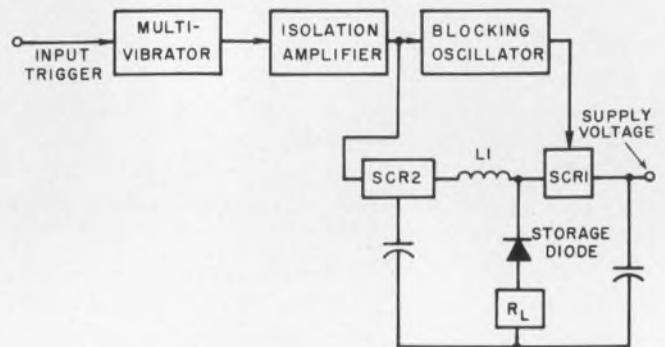 MULTI-
VIBRATOR
ISOLATION
AMPLIFIER
BLOCKING
OSCILLATOR
INPUT
TRIGGER
SUPPLY
VOLTAGE
SCR2
L1
SCR1
STORAGE
DIODE
RL